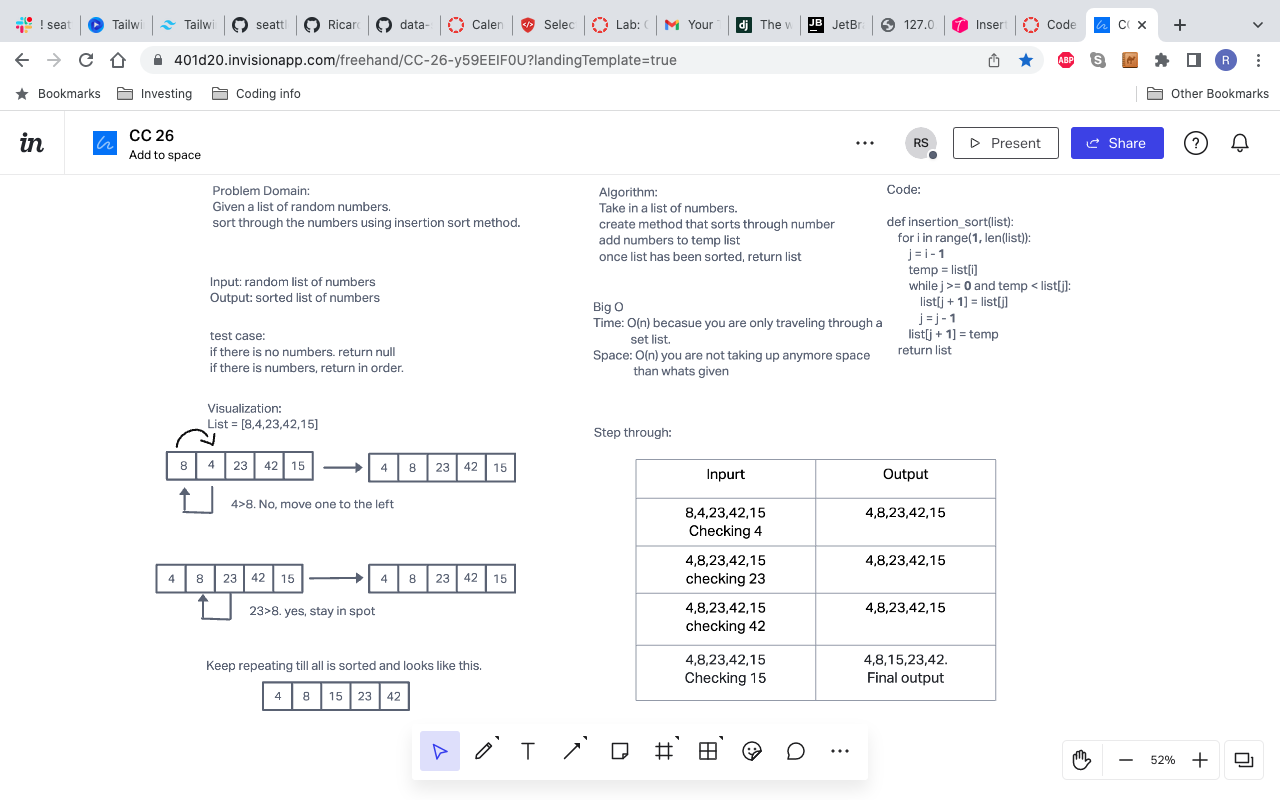 ! seat
Tailwi
Tailwi
seattl
Ricard
data-
Calen
Selec
Lab: C
Your T
The w
JetBra
127.0
Insert
Code
CC
401d20.invisionapp.com/freehand/CC-26-y59EEIF0U?landingTemplate=true
ABP
R
Bookmarks
Investing
Coding info
Other Bookmarks
in
CC 26
Add to space
RS
Present
Share
Problem Domain:
Given a list of random numbers.
sort through the numbers using insertion sort method.
Input: random list of numbers
Output: sorted list of numbers
test case:
if there is no numbers. return null
if there is numbers, return in order.
Visualization:
List = [8,4,23,42,15]
8 4 23 42 15
4 8 23 42 15
4>8. No, move one to the left
4 8 23 42 15
4 8 23 42 15
23>8. yes, stay in spot
Keep repeating till all is sorted and looks like this.
4 8 15 23 42
Algorithm:
Take in a list of numbers.
create method that sorts through number
add numbers to temp list
once list has been sorted, return list
Big O
Time: O(n) becasue you are only traveling through a
set list.
Space: O(n) you are not taking up anymore space
than whats given
Code:
def insertion_sort(list):
for i in range(1, len(list)):
j = i - 1
temp = list[i]
while j >= 0 and temp < list[j]:
list[j + 1] = list[j]
j = j - 1
list[j + 1] = temp
return list
Step through:
Inpurt
Output
8,4,23,42,15
Checking 4
4,8,23,42,15
4,8,23,42,15
checking 23
4,8,23,42,15
4,8,23,42,15
checking 42
4,8,23,42,15
4,8,23,42,15
Checking 15
4,8,15,23,42.
Final output
52%